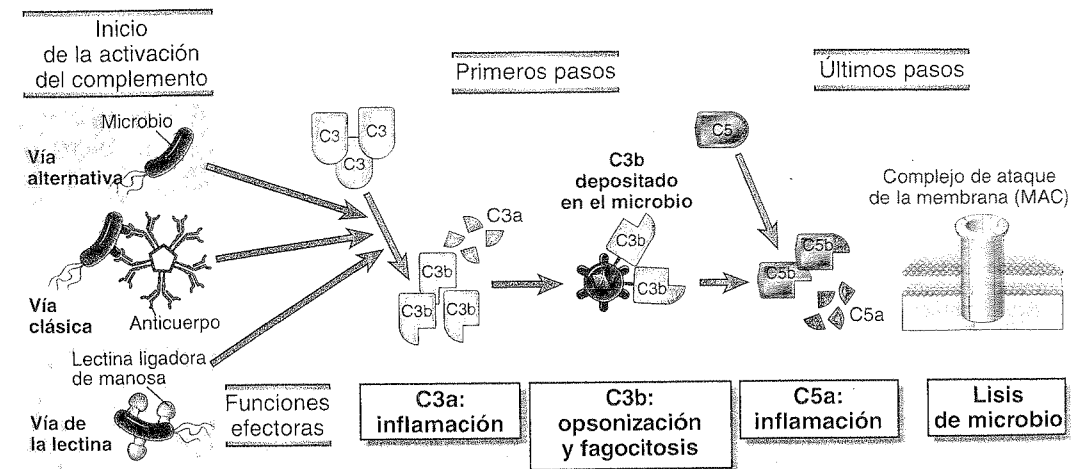 Inicio
de la activación
del complemento
Primeros pasos
Últimos pasos
Microbio
Vía
alternativa
C3
C3
C3
C5
C3b
depositado
en el microbio
Complejo de ataque
de la membrana (MAC)
C3a
C3b
C3b
C3b
C3b
C3b
C5b
C5b
C5a
Vía
clásica
Anticuerpo
Lectina ligadora
de manosa
Vía de
la lectina
Funciones
efectoras
C3a:
inflamación
C3b:
opsonización
y fagocitosis
C5a:
inflamación
Lisis
de microbio